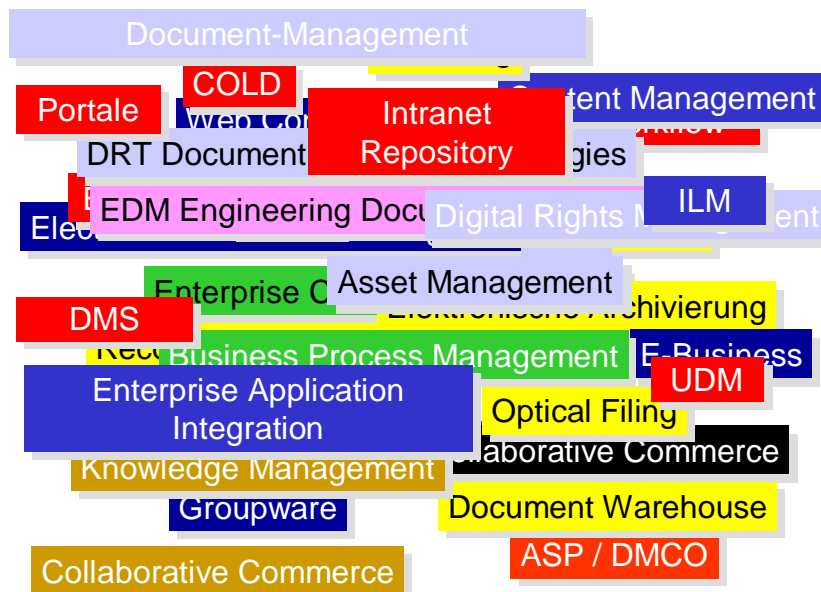 Document-Management
COLD
Content Management
Portale
Intranet
Repository
Web
DRT Document
EDM Engineering
Digital Rights
ILM
Asset Management
Enterprise
Elektronische Archivierung
DMS
Business Process Management
E-Business
UDM
Enterprise Application
Integration
Optical Filing
Collaborative Commerce
Knowledge Management
Groupware
Document Warehouse
ASP / DMCO
Collaborative Commerce